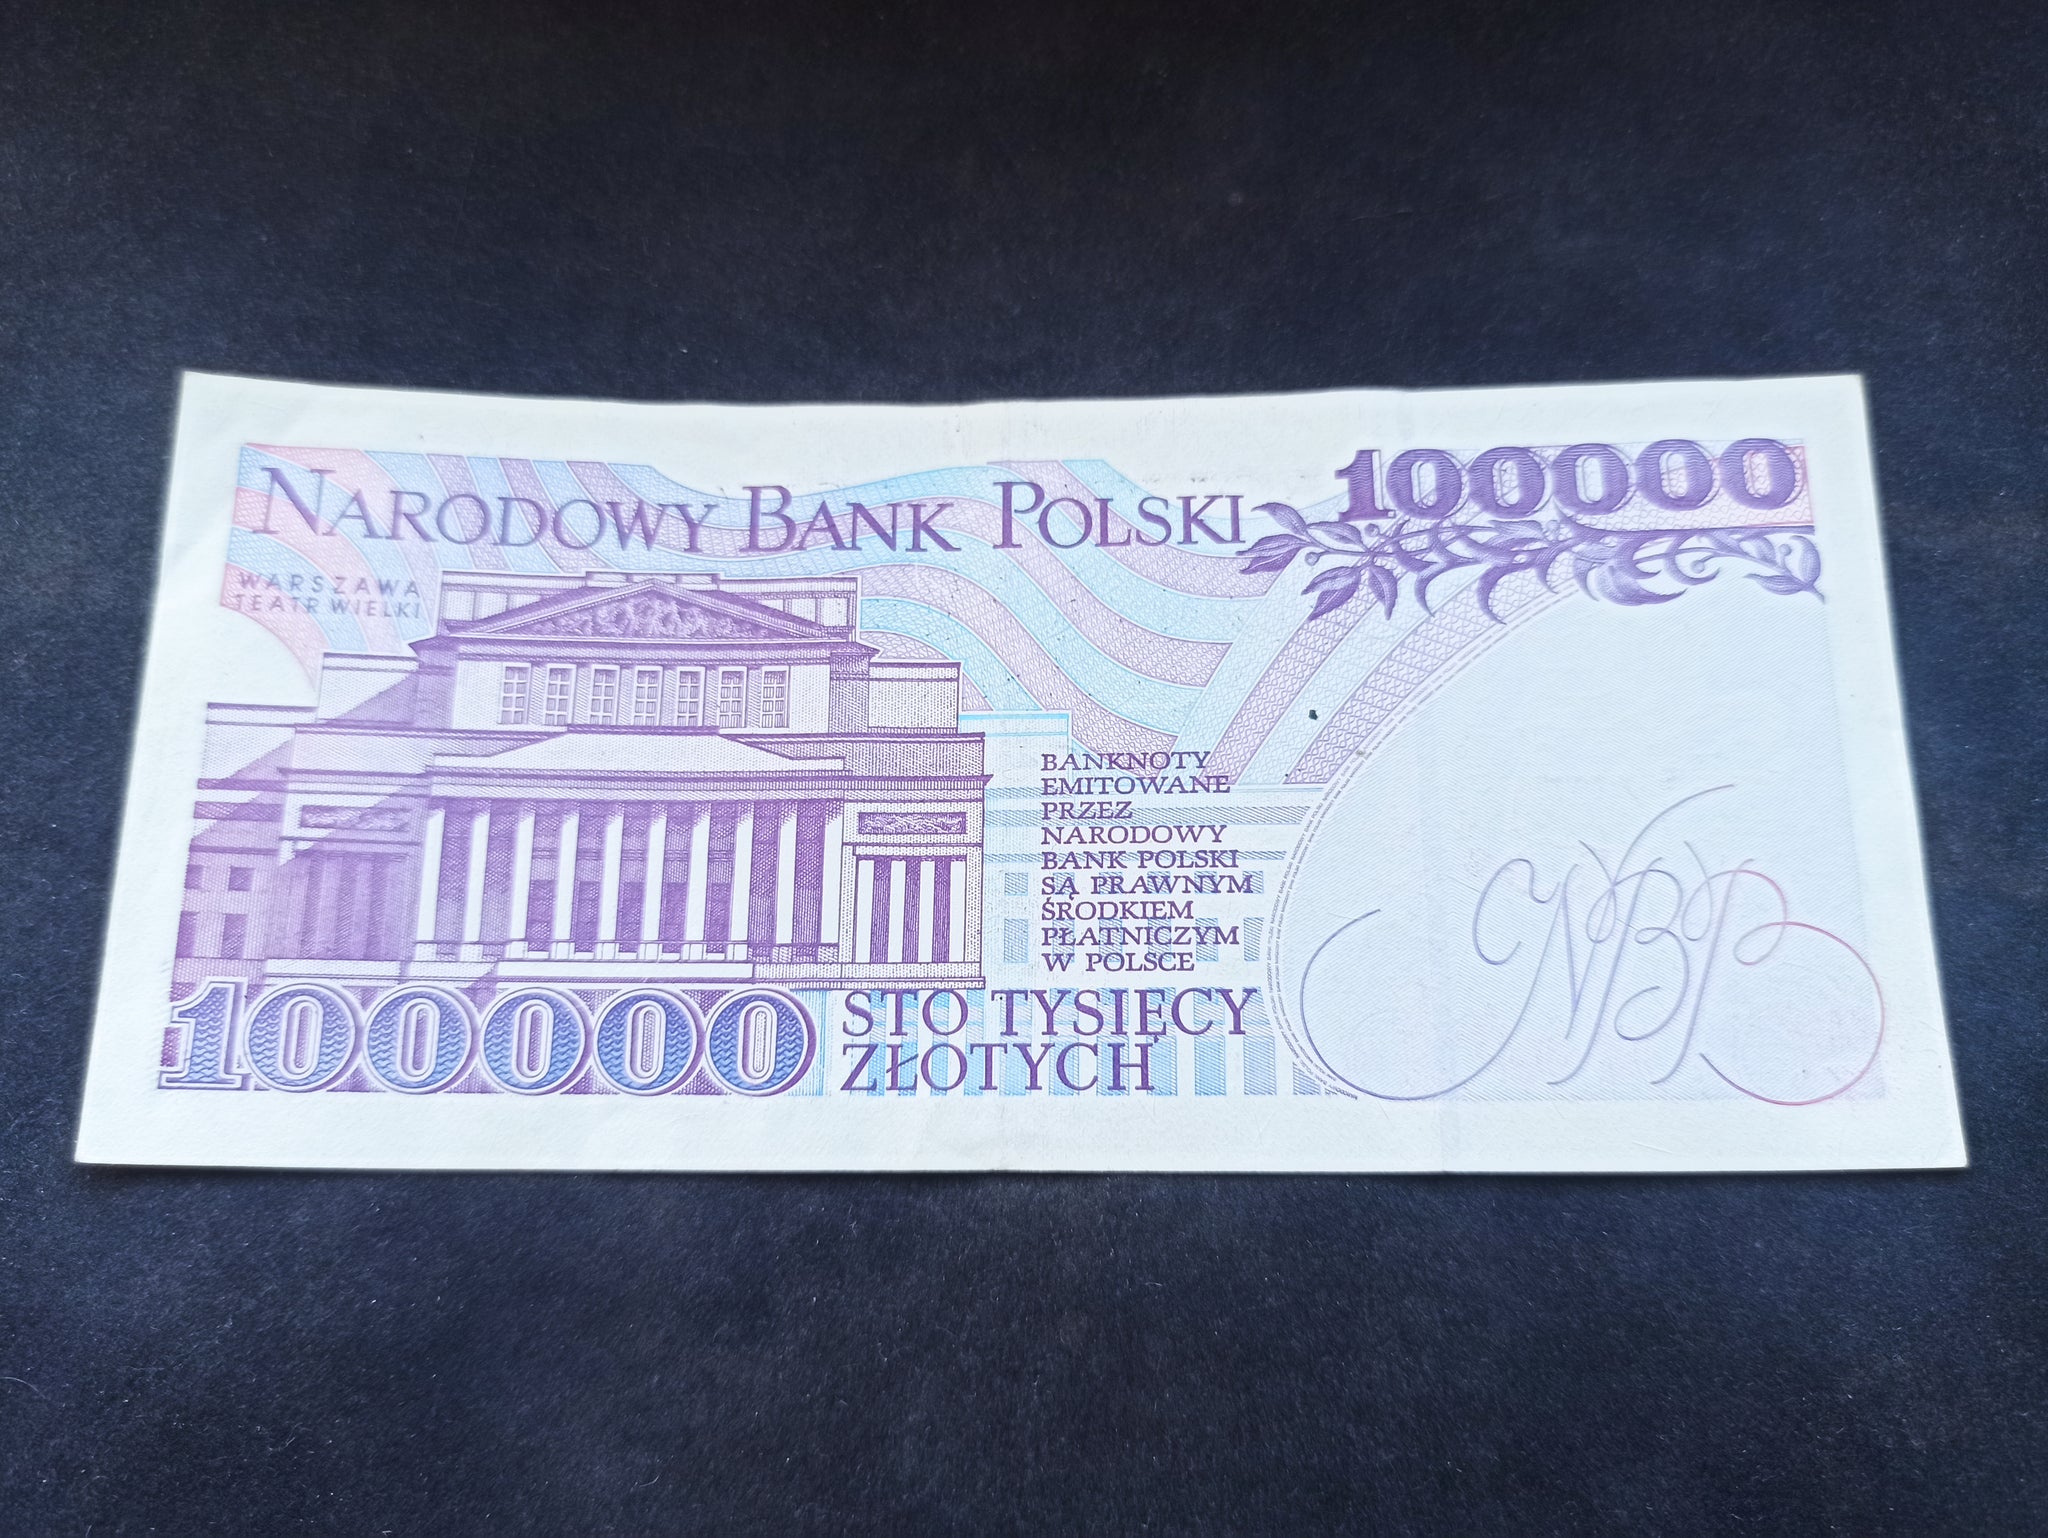 NARODOWY BANK POLSKI
100000
WARSZAWA
TEATR WIELKI
BANKNOTY
EMITOWANE
PRZEZ
NARODOWY
BANK POLSKI
SĄ PRAWNYM
ŚRODKIEM
PŁATNICZYM
W POLSCE
100000
STO TYSIĘCY
ZŁOTYCH
NBP